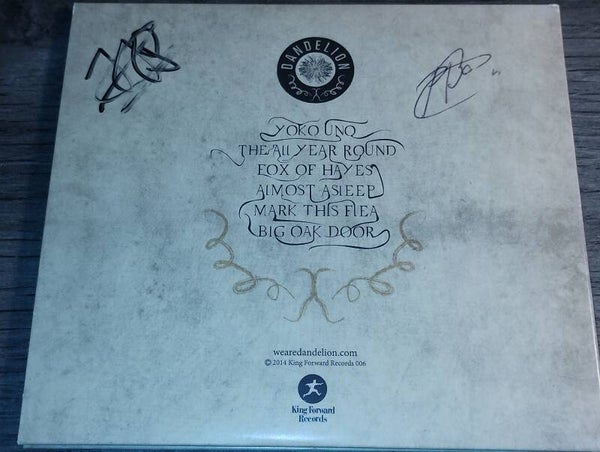 DANDELION
YOKO UNO
THE All YEAR ROUND
FOX OF HAYES
AlMOST ASlEEP
MARK THIS FlEA
BIG OAK DOOR
wearedandelion.com
© 2014 King Forward Records 006
King Forward
Records